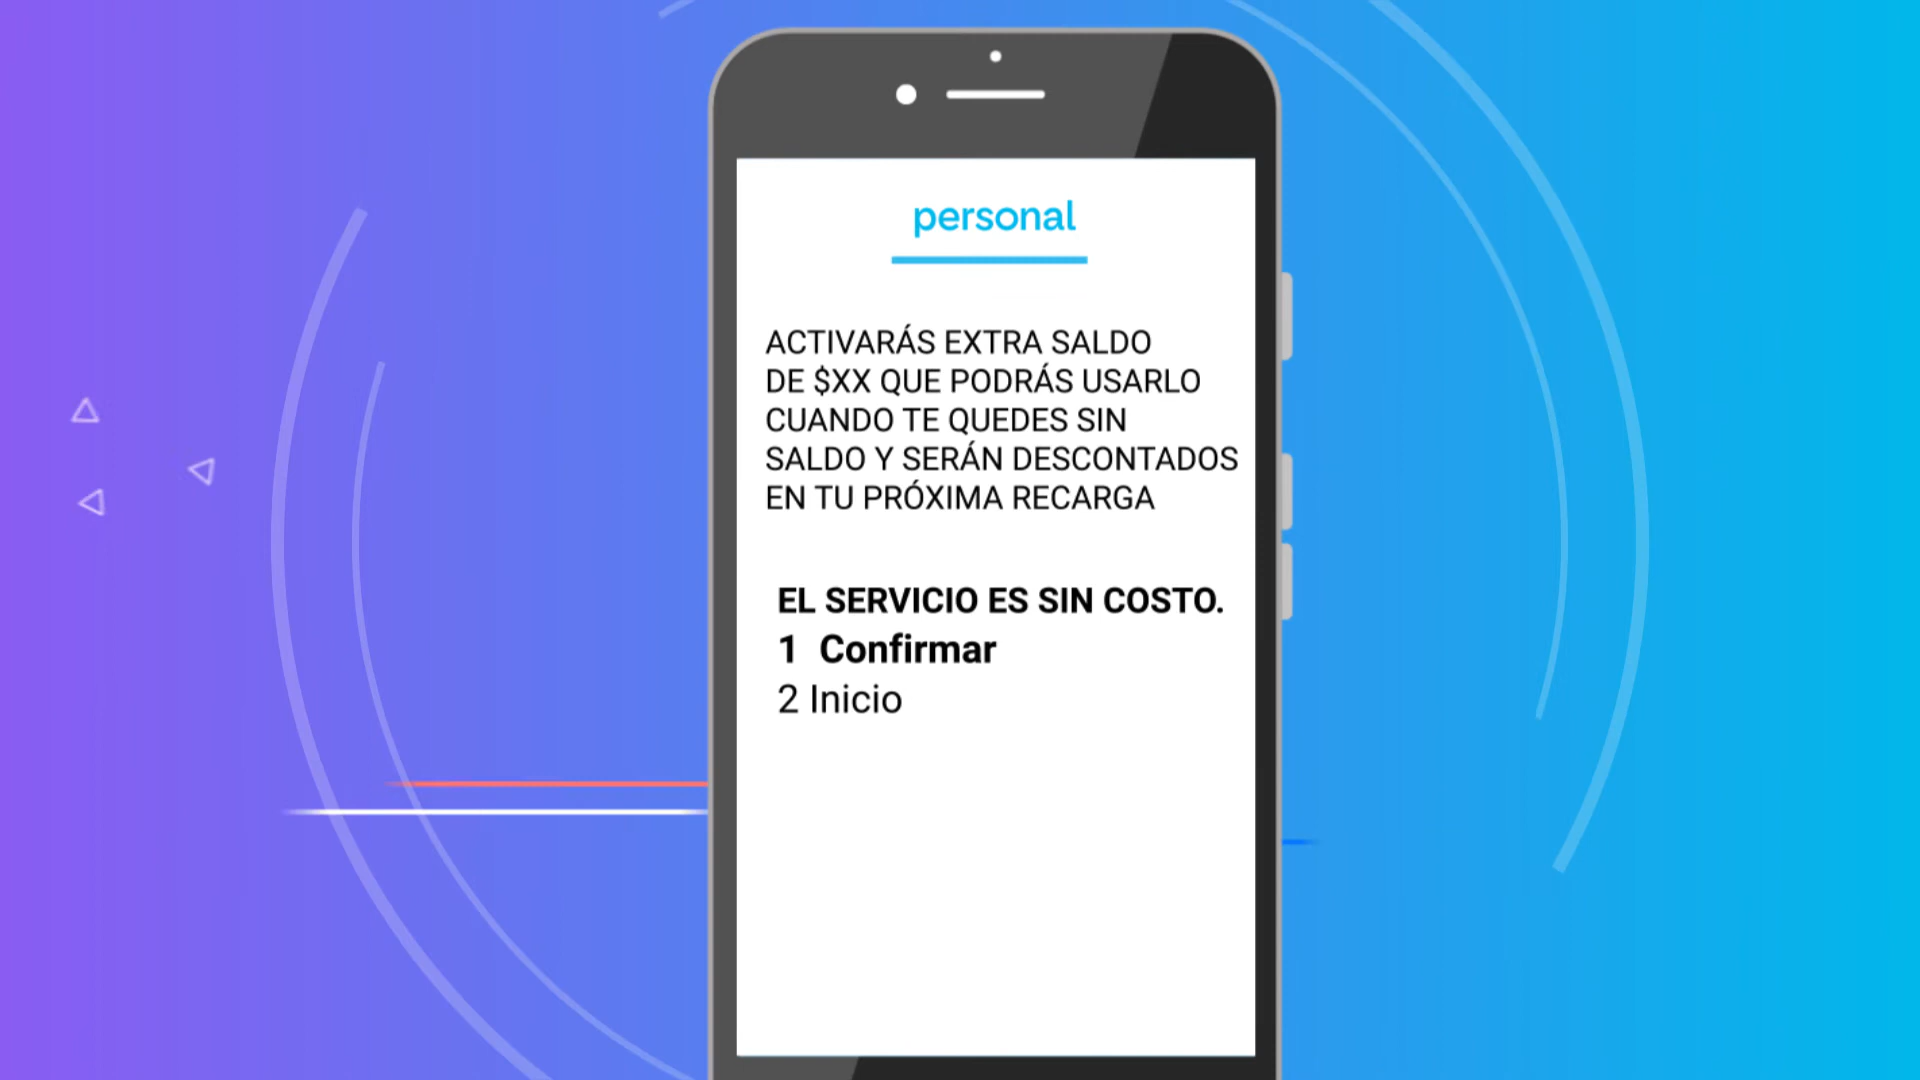 personal
ACTIVARÁS EXTRA SALDO
DE $XX QUE PODRÁS USARLO
CUANDO TE QUEDES SIN
SALDO Y SERÁN DESCONTADOS
EN TU PRÓXIMA RECARGA
EL SERVICIO ES SIN COSTO.
1 Confirmar
2 Inicio